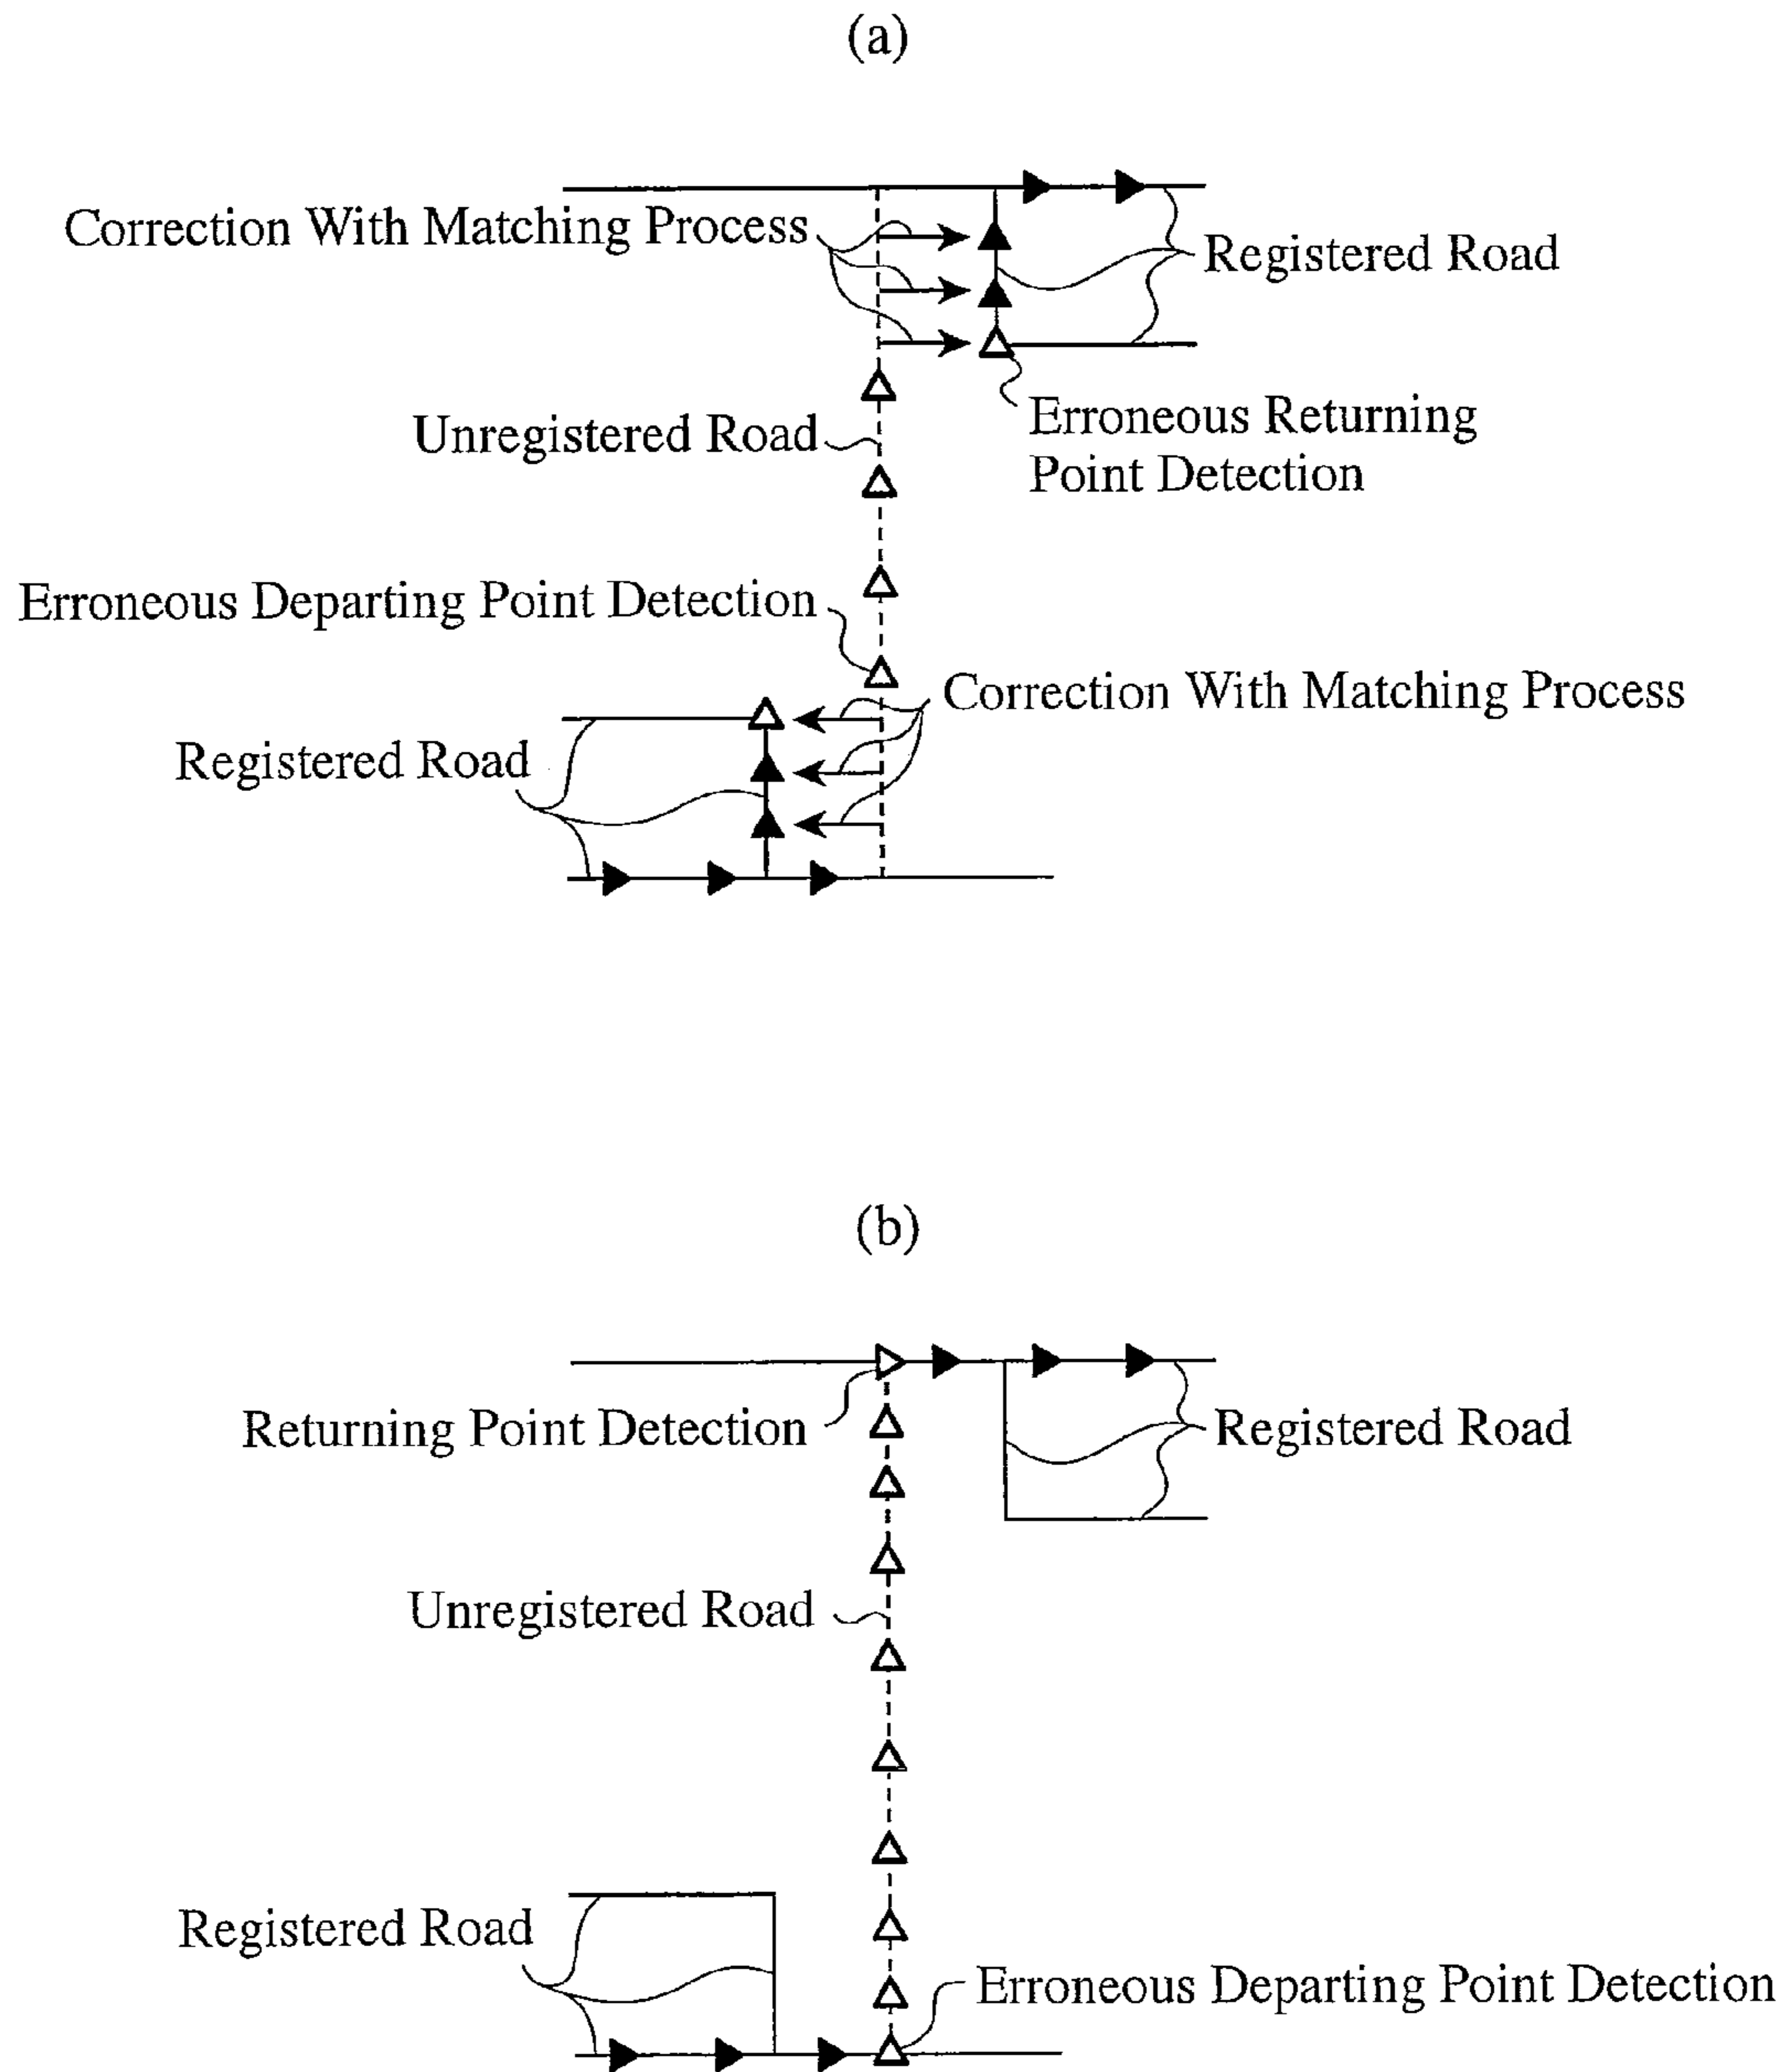 (a)
Correction With Matching Process
Registered Road
Erroneous Returning
Point Detection
Unregistered Road
Erroneous Departing Point Detection
Correction With Matching Process
Registered Road
(b)
Returning Point Detection
Registered Road
Unregistered Road
Registered Road
Erroneous Departing Point Detection